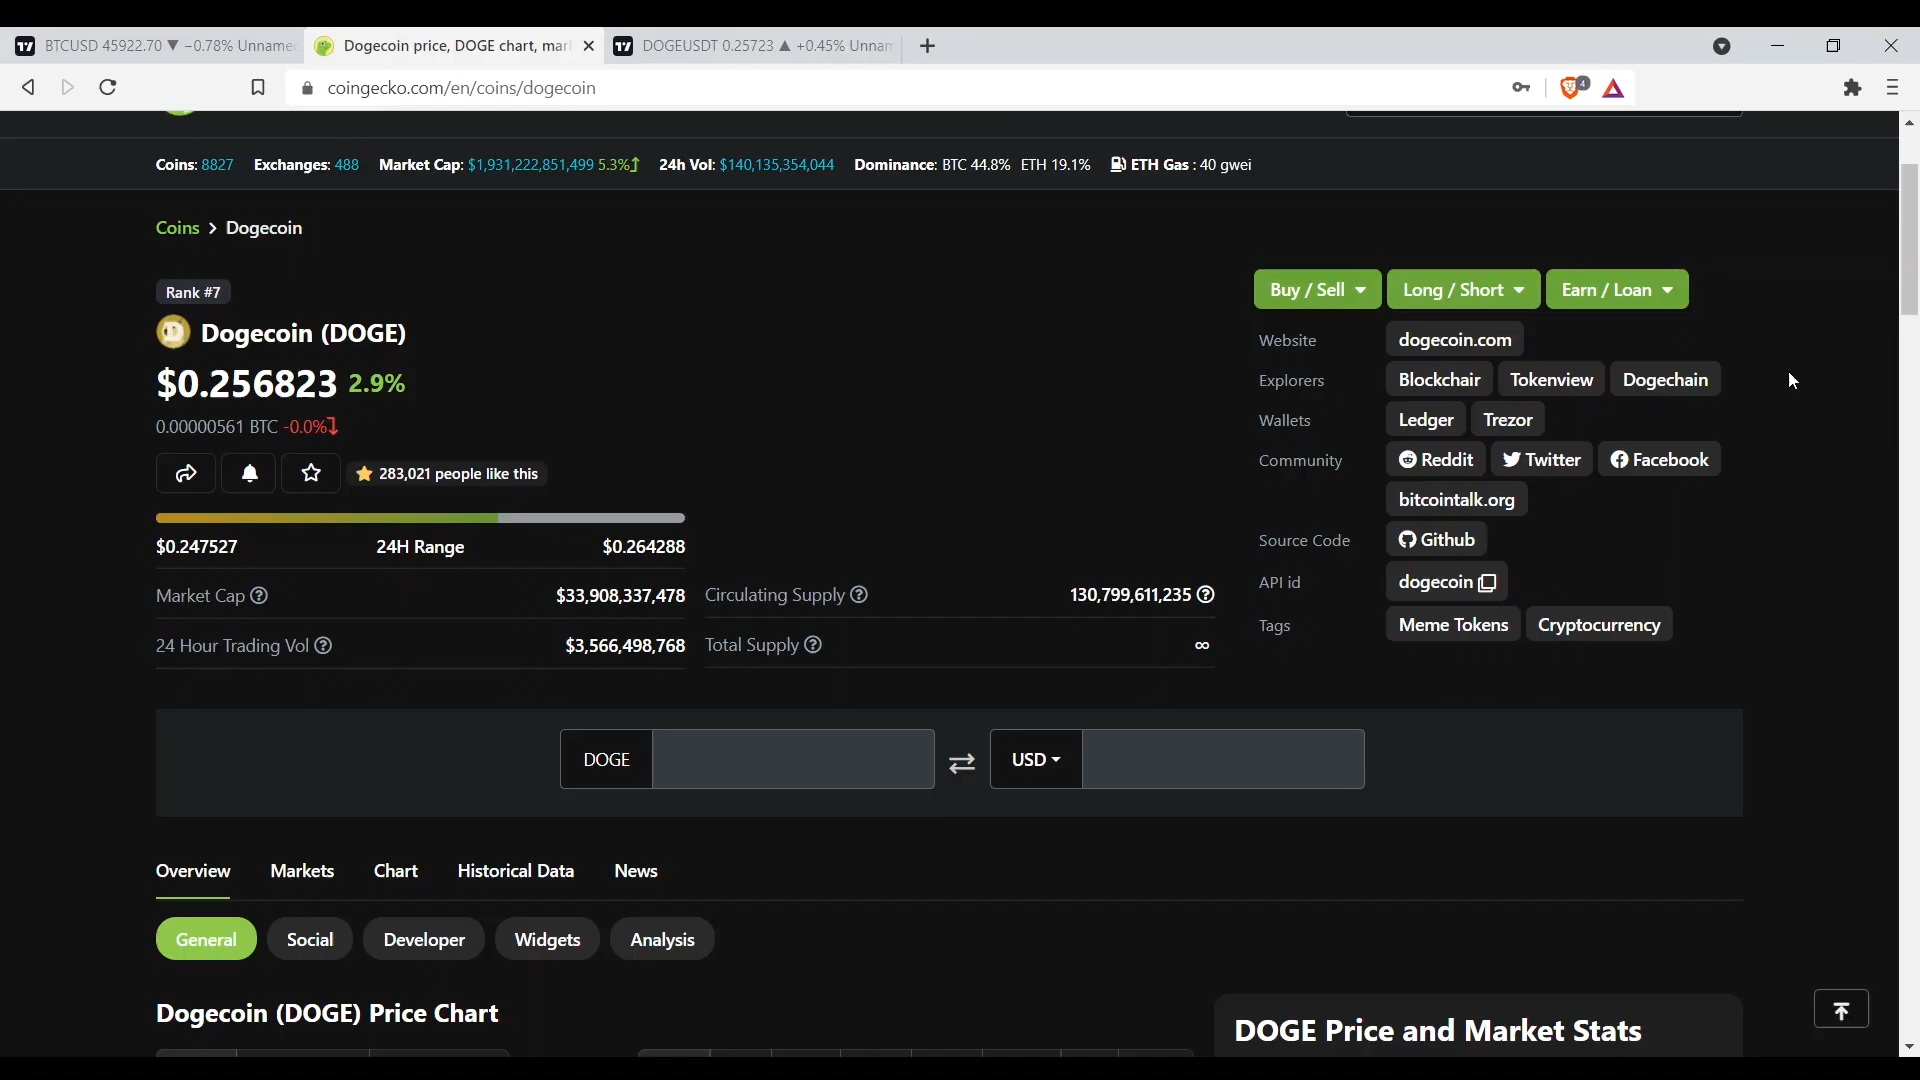 BTCUSD 45922.70 ▼ −0.78% Unname
Dogecoin price, DOGE chart, mar
DOGEUSDT 0.25723 ▲ +0.45% Unnam
coingecko.com/en/coins/dogecoin
4
Coins: 8827 Exchanges: 488 Market Cap: $1,931,222,851,499 5.3% 24h Vol: $140,135,354,044 Dominance: BTC 44.8% ETH 19.1% ETH Gas : 40 gwei
Coins > Dogecoin
Rank #7
Dogecoin (DOGE)
$0.256823 2.9%
0.00000561 BTC -0.0%
283,021 people like this
$0.247527 24H Range $0.264288
Market Cap $33,908,337,478
24 Hour Trading Vol $3,566,498,768
Circulating Supply 130,799,611,235
Total Supply ∞
Buy / Sell Long / Short Earn / Loan
Website dogecoin.com
Explorers Blockchair Tokenview Dogechain
Wallets Ledger Trezor
Community Reddit Twitter Facebook
bitcointalk.org
Source Code Github
API id dogecoin
Tags Meme Tokens Cryptocurrency
DOGE USD
Overview Markets Chart Historical Data News
General Social Developer Widgets Analysis
Dogecoin (DOGE) Price Chart
DOGE Price and Market Stats